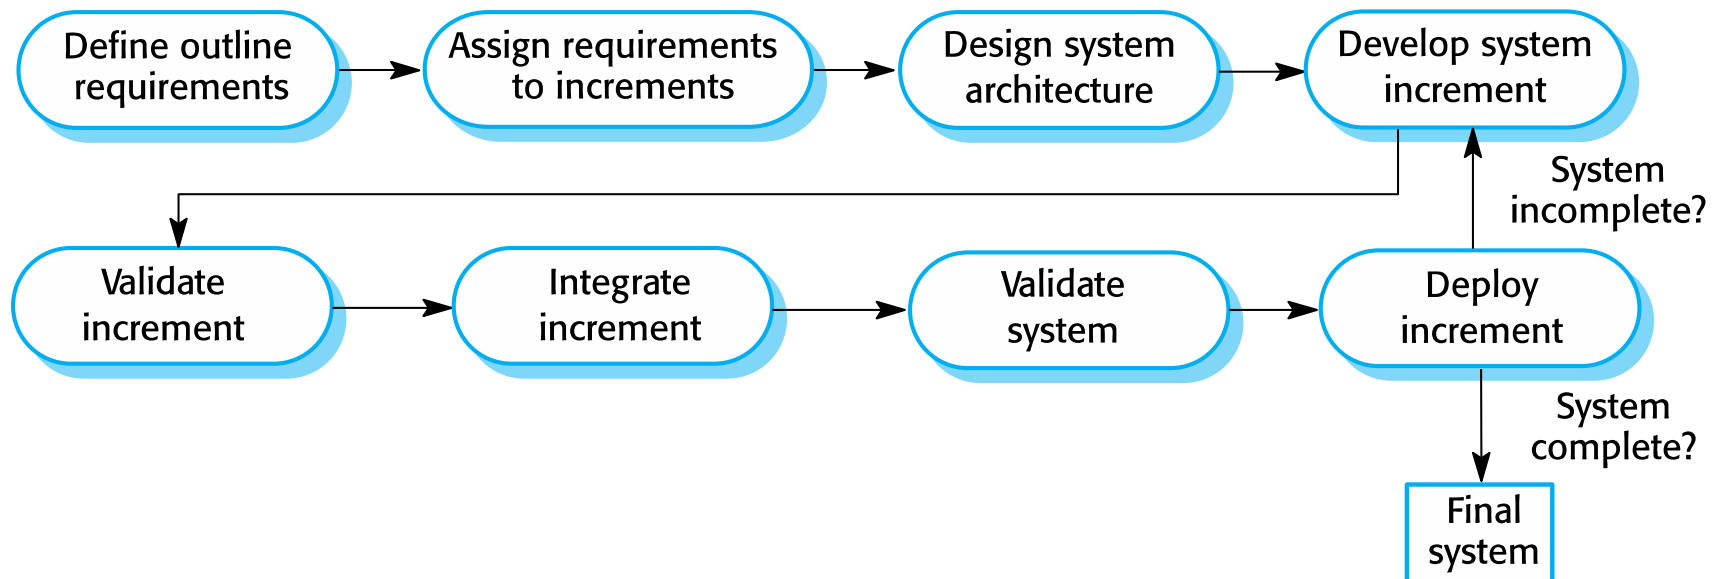 Define outline
requirements
Assign requirements
to increments
Design system
architecture
Develop system
increment
System
incomplete?
Validate
increment
Integrate
increment
Validate
system
Deploy
increment
System
complete?
Final
system